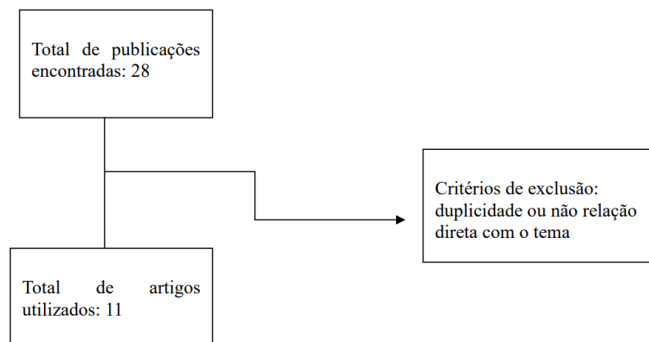 Total de publicações
encontradas: 28
Critérios de exclusão:
duplicidade ou não relação
direta com o tema
Total de artigos
utilizados: 11